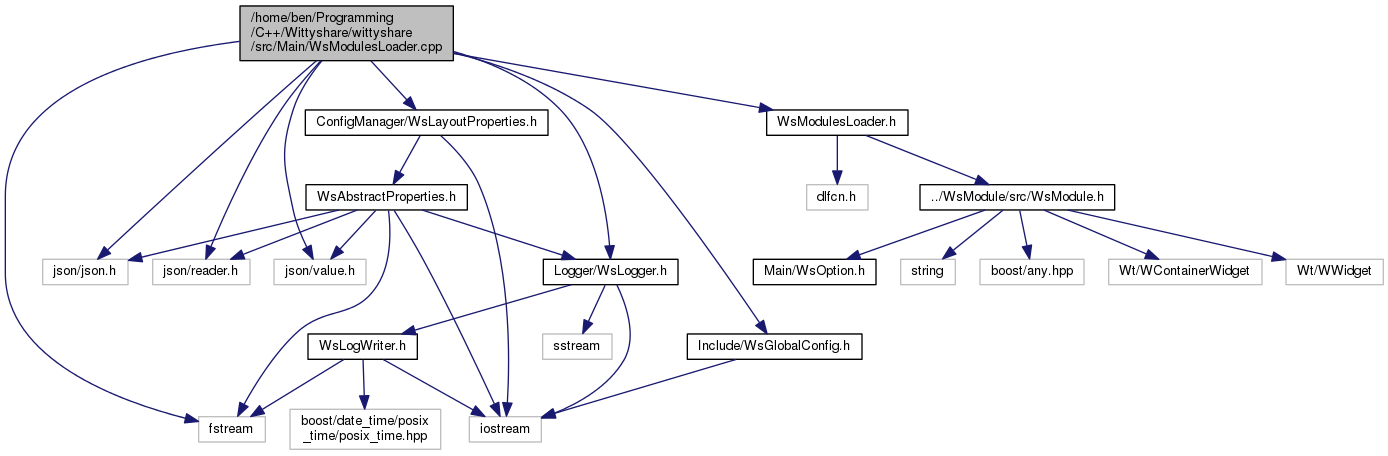 /home/ben/Programming
/C++/Wittyshare/wittyshare
/src/Main/WsModulesLoader.cpp
ConfigManager/WsLayoutProperties.h
WsModulesLoader.h
WsAbstractProperties.h
dlfcn.h
../WsModule/src/WsModule.h
json/json.h
json/reader.h
json/value.h
Logger/WsLogger.h
Main/WsOption.h
string
boost/any.hpp
Wt/WContainerWidget
Wt/WWidget
WsLogWriter.h
sstream
Include/WsGlobalConfig.h
fstream
boost/date_time/posix
_time/posix_time.hpp
iostream